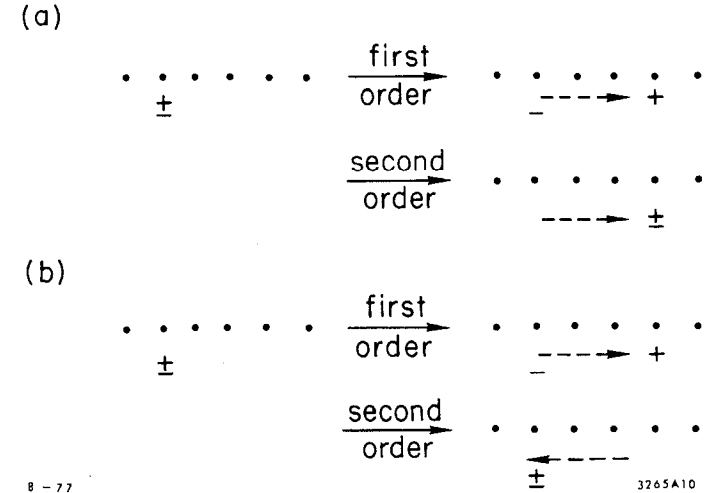 (a)
first
± order − +
second
order
±
(b)
first
order
± − +
second
order
±
8-77 3265A10